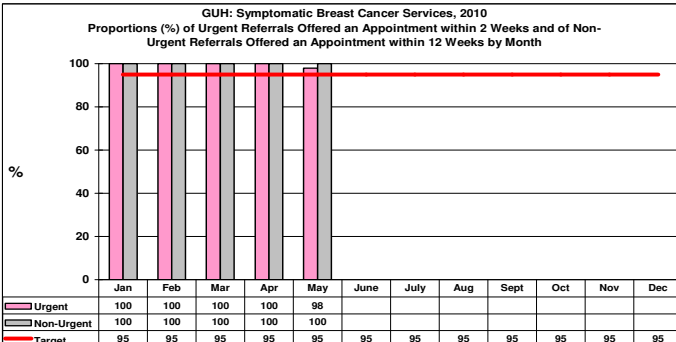 GUH: Symptomatic Breast Cancer Services, 2010
Proportions (%) of Urgent Referrals Offered an Appointment within 2 Weeks and of Non-
Urgent Referrals Offered an Appointment within 12 Weeks by Month
100
80
60
40
20
0
%
Jan Feb Mar Apr May June July Aug Sept Oct Nov Dec
Urgent 100 100 100 100 98
Non-Urgent 100 100 100 100 100
Target 95 95 95 95 95 95 95 95 95 95 95 95